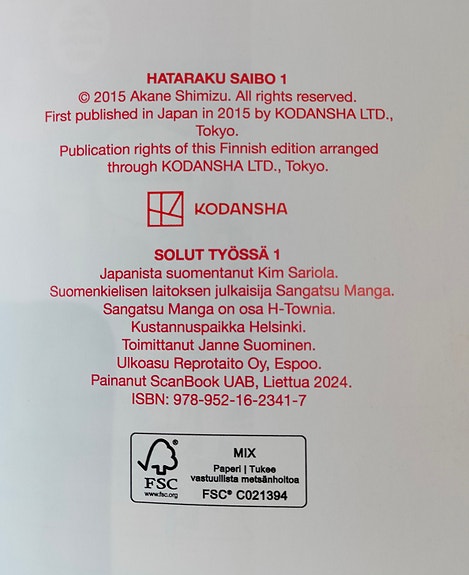 HATARAKU SAIBO 1
© 2015 Akane Shimizu. All rights reserved.
First published in Japan in 2015 by KODANSHA LTD.,
Tokyo.
Publication rights of this Finnish edition arranged
through KODANSHA LTD., Tokyo.
KODANSHA
SOLUT TYÖSSÄ 1
Japanista suomentanut Kim Sariola.
Suomenkielisen laitoksen julkaisija Sangatsu Manga.
Sangatsu Manga on osa H-Townia.
Kustannuspaikka Helsinki.
Toimittanut Janne Suominen.
Ulkoasu Reprotaito Oy, Espoo.
Painanut ScanBook UAB, Liettua 2024.
ISBN: 978-952-16-2341-7
®
FSC
www.fsc.org
MIX
Paperi | Tukee
vastuullista metsänhoitoa
FSC® C021394